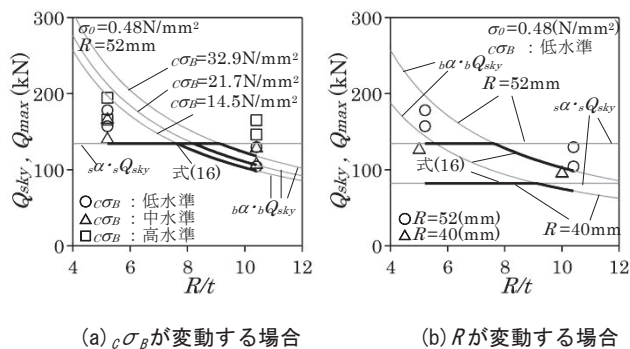 Qsky , Qmax (kN)
300
200
100
0
4 6 8 10 12
R/t
σ0=0.48N/mm²
R=52mm
cσB=32.9N/mm²
cσB=21.7N/mm²
cσB=14.5N/mm²
sα·sQsky
式(16)
bα·bQsky
○cσB : 低水準
△cσB : 中水準
□cσB : 高水準
(a) cσBが変動する場合
Qsky , Qmax (kN)
300
200
100
0
4 6 8 10 12
R/t
σ0=0.48(N/mm²)
cσB : 低水準
bα·bQsky
R=52mm
sα·sQsky
式(16)
○R=52(mm)
△R=40(mm)
R=40mm
(b) Rが変動する場合